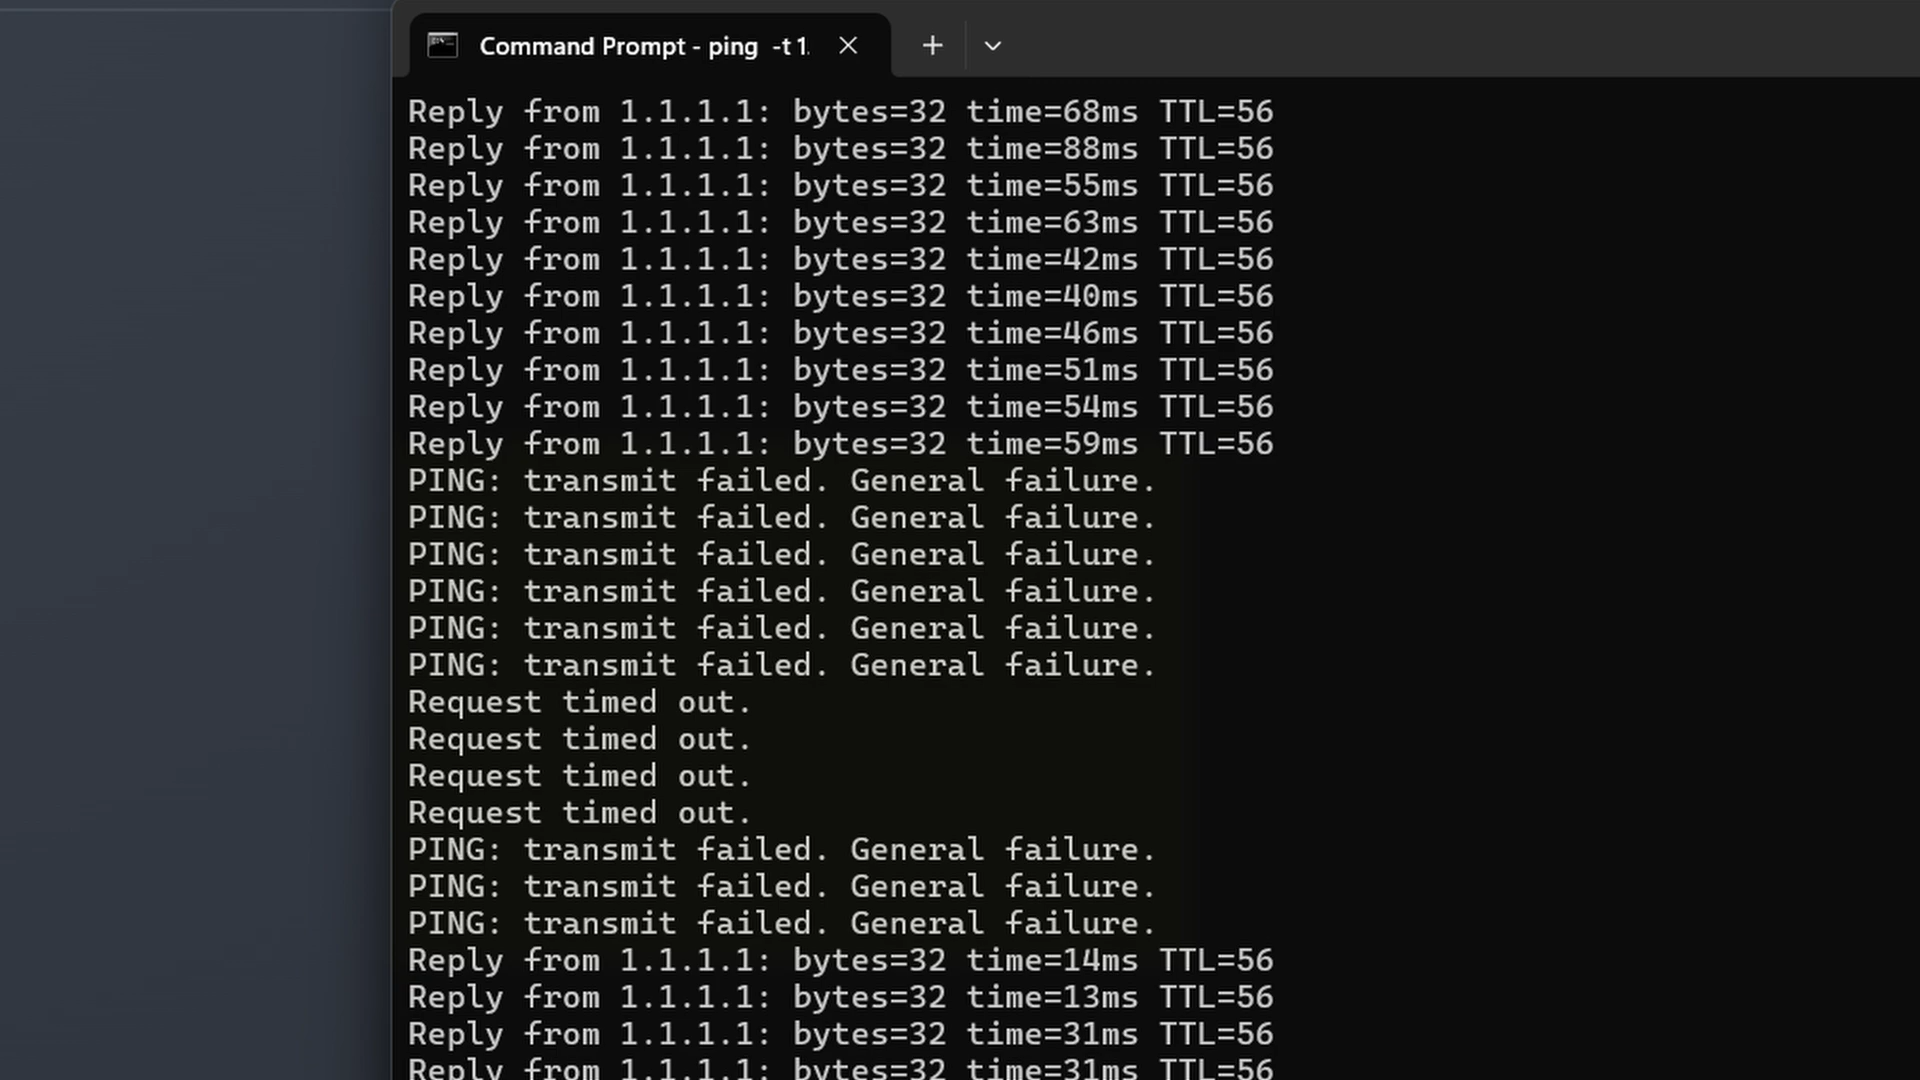 Command Prompt - ping  -t 1.
Reply from 1.1.1.1: bytes=32 time=68ms TTL=56
Reply from 1.1.1.1: bytes=32 time=88ms TTL=56
Reply from 1.1.1.1: bytes=32 time=55ms TTL=56
Reply from 1.1.1.1: bytes=32 time=63ms TTL=56
Reply from 1.1.1.1: bytes=32 time=42ms TTL=56
Reply from 1.1.1.1: bytes=32 time=40ms TTL=56
Reply from 1.1.1.1: bytes=32 time=46ms TTL=56
Reply from 1.1.1.1: bytes=32 time=51ms TTL=56
Reply from 1.1.1.1: bytes=32 time=54ms TTL=56
Reply from 1.1.1.1: bytes=32 time=59ms TTL=56
PING: transmit failed. General failure.
PING: transmit failed. General failure.
PING: transmit failed. General failure.
PING: transmit failed. General failure.
PING: transmit failed. General failure.
PING: transmit failed. General failure.
Request timed out.
Request timed out.
Request timed out.
Request timed out.
PING: transmit failed. General failure.
PING: transmit failed. General failure.
PING: transmit failed. General failure.
Reply from 1.1.1.1: bytes=32 time=14ms TTL=56
Reply from 1.1.1.1: bytes=32 time=13ms TTL=56
Reply from 1.1.1.1: bytes=32 time=31ms TTL=56
Reply from 1.1.1.1: bytes=32 time=31ms TTL=56